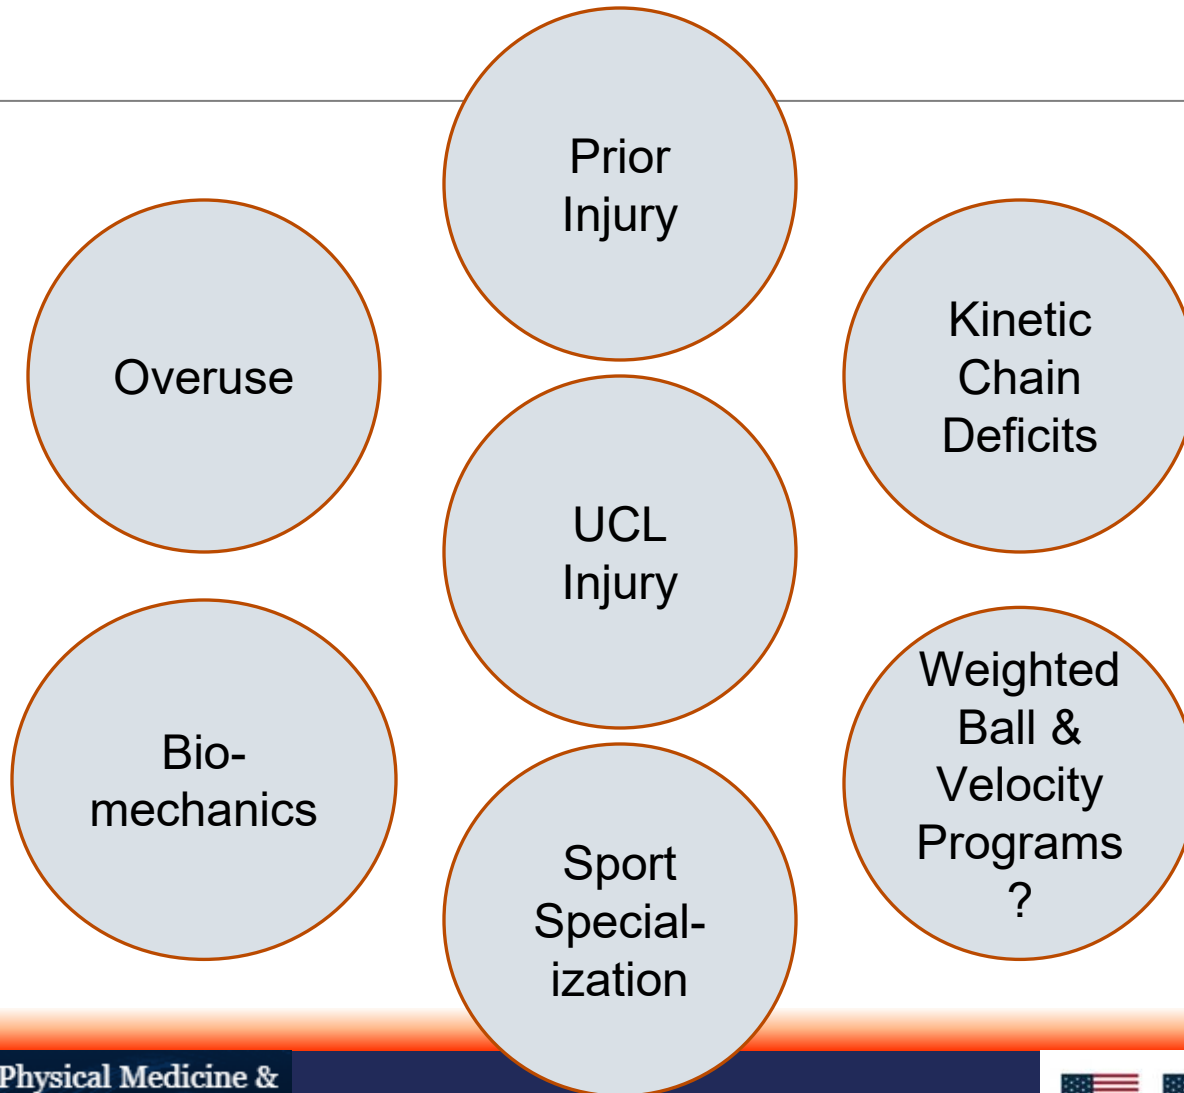 Prior
Injury
Overuse
Kinetic
Chain
Deficits
UCL
Injury
Bio-
mechanics
Weighted
Ball &
Velocity
Programs
?
Sport
Special-
ization
Physical Medicine &